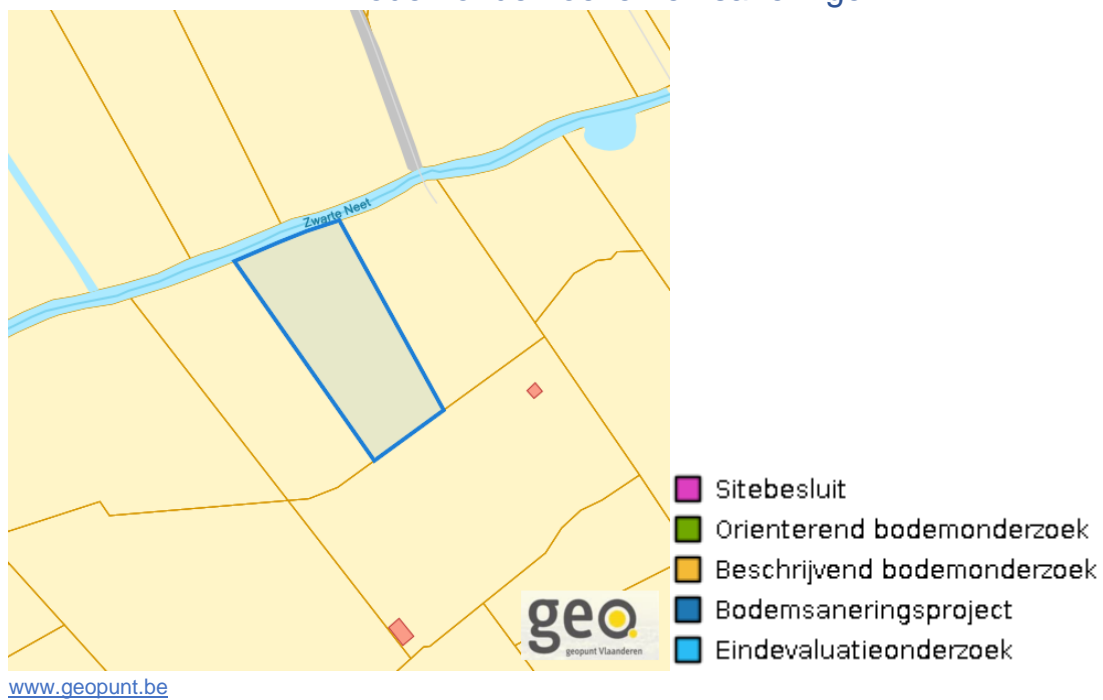 Zwarte Neet
Sitebesluit
Orienterend bodemonderzoek
Beschrijvend bodemonderzoek
Bodemsaneringsproject
Eindevaluatieonderzoek
geo.
geopunt Vlaanderen
www.geopunt.be